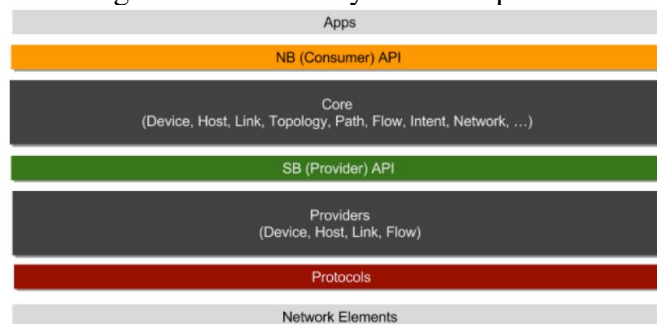 Apps
NB (Consumer) API
Core
(Device, Host, Link, Topology, Path, Flow, Intent, Network, ...)
SB (Provider) API
Providers
(Device, Host, Link, Flow)
Protocols
Network Elements